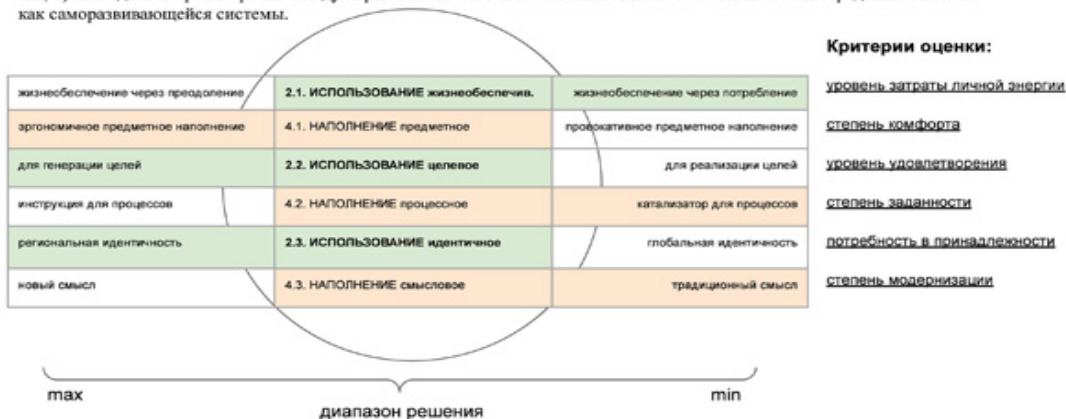 как саморазвивающейся системы.
Критерии оценки:
жизнеобеспечение через преодоление 2.1. ИСПОЛЬЗОВАНИЕ жизнеобеспечив. жизнеобеспечение через потребление уровень затраты личной энергии
эргономичное предметное наполнение 4.1. НАПОЛНЕНИЕ предметное провокативное предметное наполнение степень комфорта
для генерации целей 2.2. ИСПОЛЬЗОВАНИЕ целевое для реализации целей уровень удовлетворения
инструкция для процессов 4.2. НАПОЛНЕНИЕ процессное катализатор для процессов степень заданности
региональная идентичность 2.3. ИСПОЛЬЗОВАНИЕ идентичное глобальная идентичность потребность в принадлежности
новый смысл 4.3. НАПОЛНЕНИЕ смысловое традиционный смысл степень модернизации
max min
диапазон решения